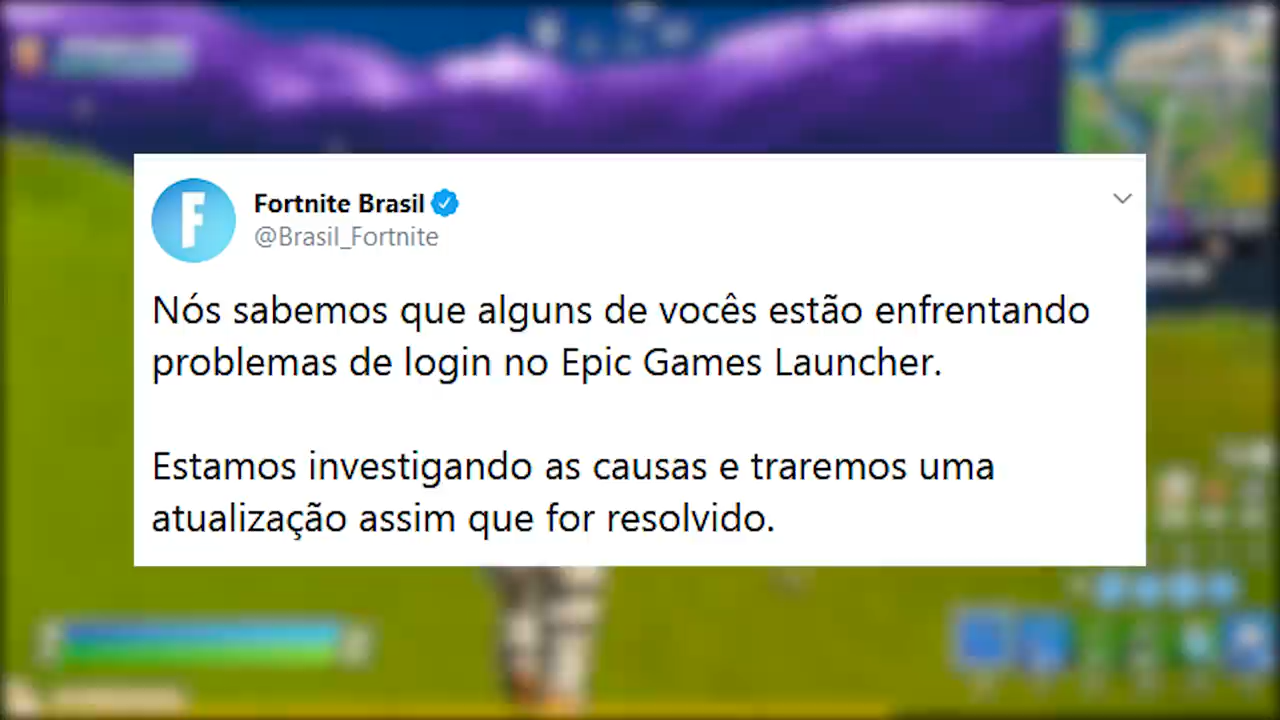 Fortnite Brasil
@Brasil_Fortnite
Nós sabemos que alguns de vocês estão enfrentando
problemas de login no Epic Games Launcher.
Estamos investigando as causas e traremos uma
atualização assim que for resolvido.